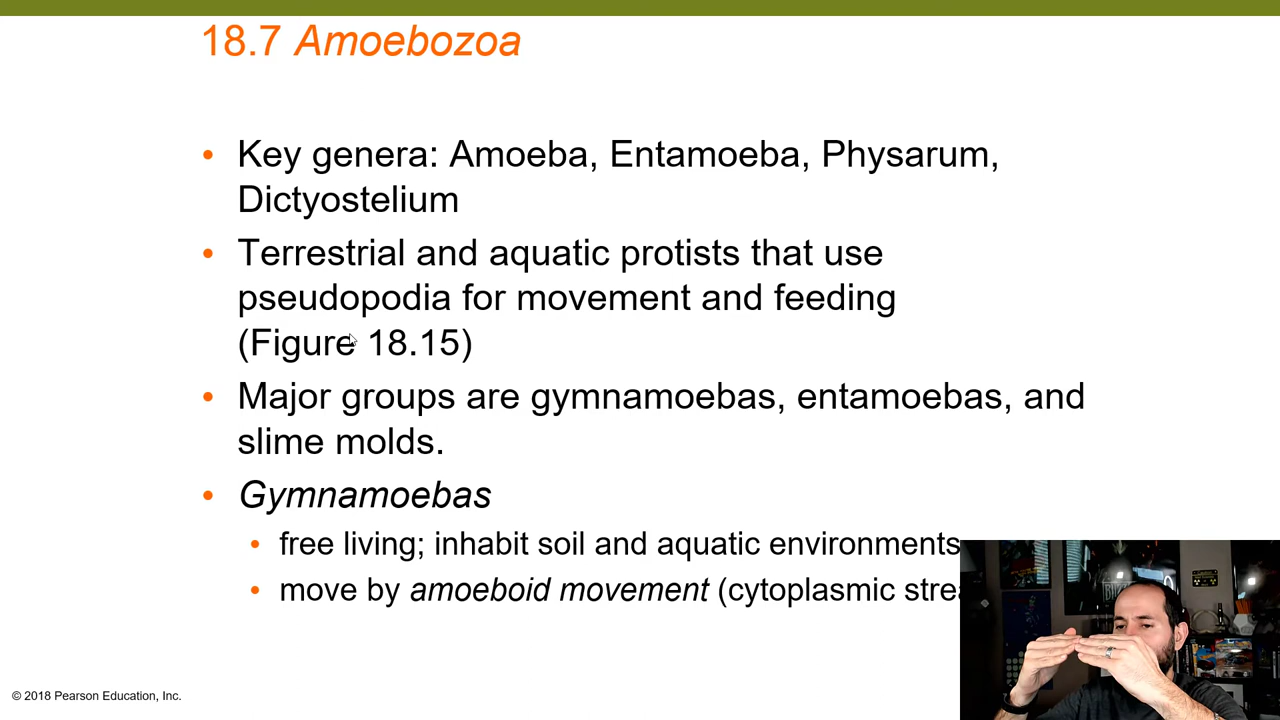 18.7 Amoebozoa
• Key genera: Amoeba, Entamoeba, Physarum,
Dictyostelium
• Terrestrial and aquatic protists that use
pseudopodia for movement and feeding
(Figure 18.15)
• Major groups are gymnamoebas, entamoebas, and
slime molds.
• Gymnamoebas
• free living; inhabit soil and aquatic environments
• move by amoeboid movement (cytoplasmic
© 2018 Pearson Education, Inc.